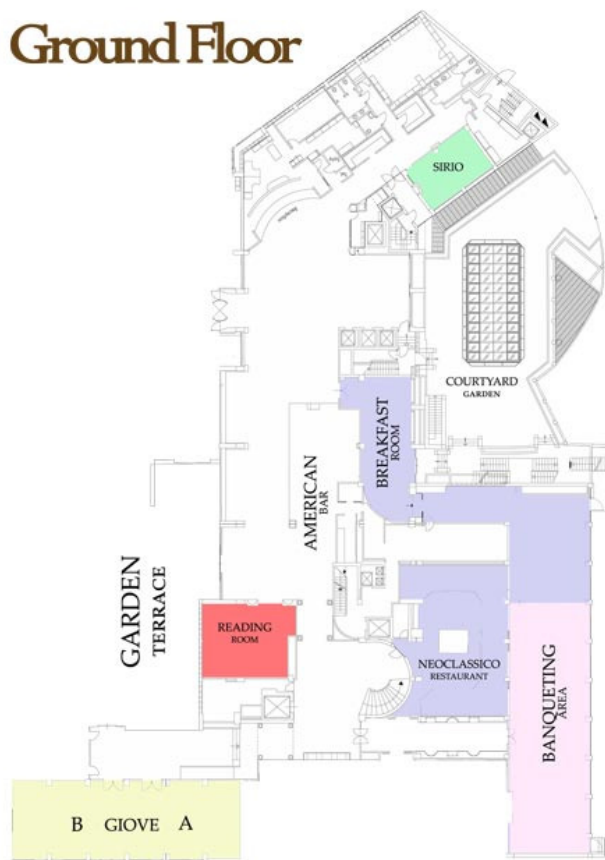 Ground Floor
SIRIO
COURTYARD
GARDEN
BREAKFAST
ROOM
AMERICAN
BAR
GARDEN
TERRACE
READING
ROOM
NEOCLASSICO
RESTAURANT
BANQUETING
AREA
B GIOVE A